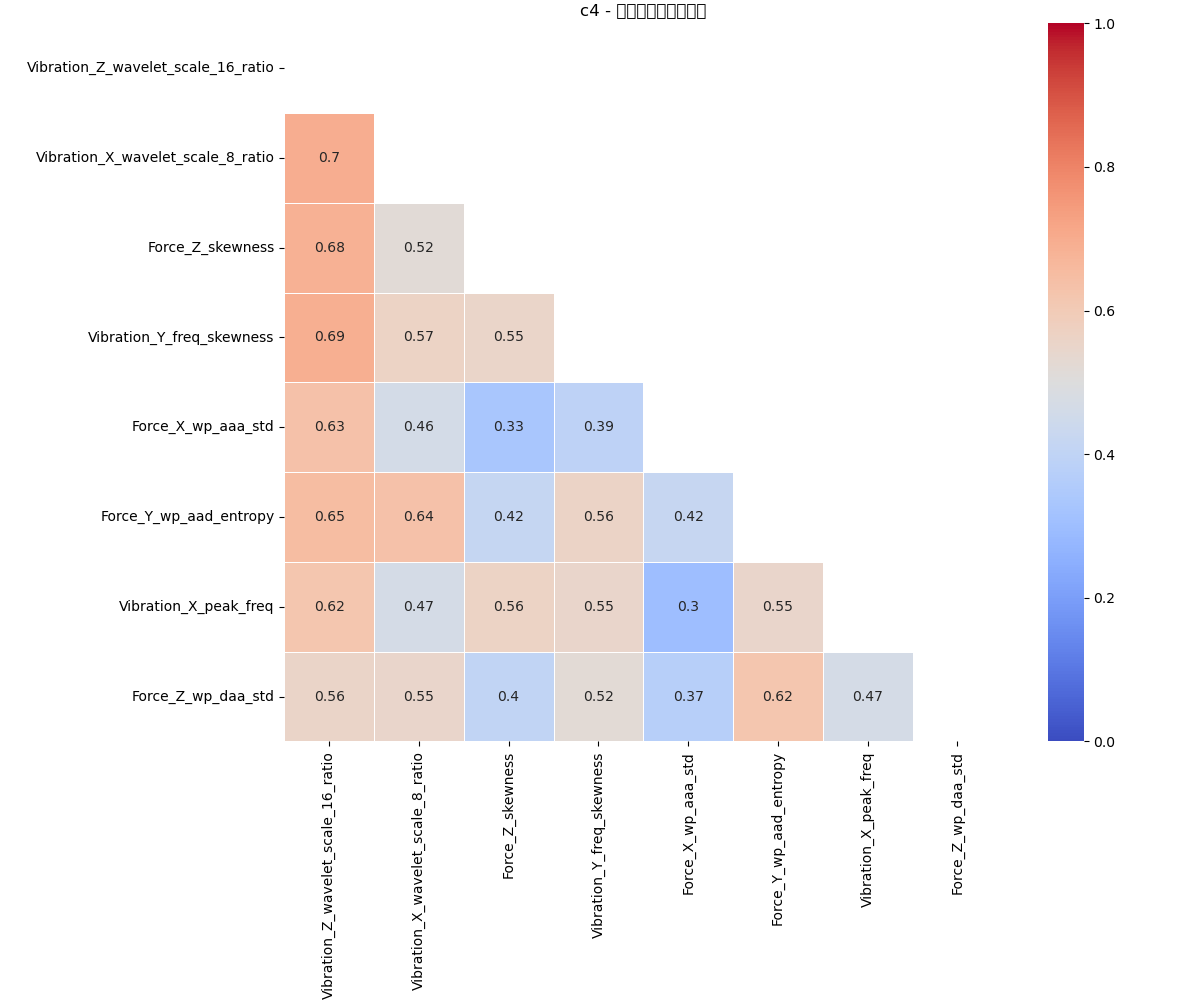 c4 -
1.0
Vibration_Z_wavelet_scale_16_ratio
Vibration_X_wavelet_scale_8_ratio 0.7
0.8
Force_Z_skewness 0.68 0.52
Vibration_Y_freq_skewness 0.69 0.57 0.55
0.6
Force_X_wp_aaa_std 0.63 0.46 0.33 0.39
0.4
Force_Y_wp_aad_entropy 0.65 0.64 0.42 0.56 0.42
Vibration_X_peak_freq 0.62 0.47 0.56 0.55 0.3 0.55
0.2
Force_Z_wp_daa_std 0.56 0.55 0.4 0.52 0.37 0.62 0.47
0.0
Vibration_Z_wavelet_scale_16_ratio
Vibration_X_wavelet_scale_8_ratio
Force_Z_skewness
Vibration_Y_freq_skewness
Force_X_wp_aaa_std
Force_Y_wp_aad_entropy
Vibration_X_peak_freq
Force_Z_wp_daa_std